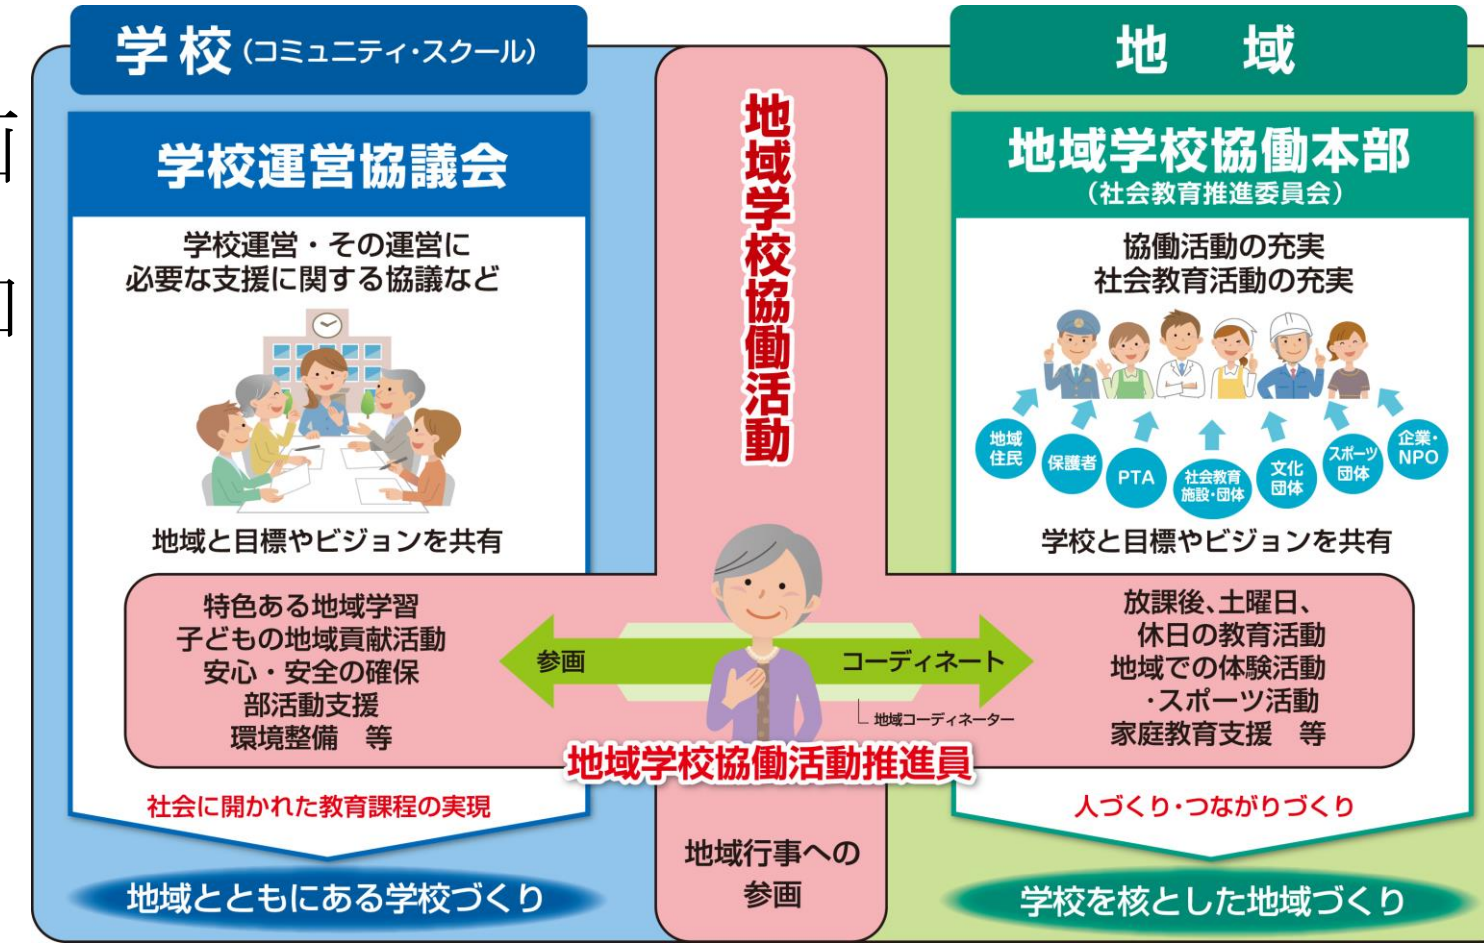 学校(コミュニティ・スクール)
学校運営協議会
学校運営・その運営に
必要な支援に関する協議など
地域と目標やビジョンを共有
特色ある地域学習
子どもの地域貢献活動
安心・安全の確保
部活動支援
環境整備 等
社会に開かれた教育課程の実現
地域とともにある学校づくり
地域学校協働活動
参画
コーディネート
地域コーディネーター
地域学校協働活動推進員
地域行事への
参画
地 域
地域学校協働本部
(社会教育推進委員会)
協働活動の充実
社会教育活動の充実
地域
住民
保護者
PTA
社会教育
施設・団体
文化
団体
スポーツ
団体
企業・
NPO
学校と目標やビジョンを共有
放課後、土曜日、
休日の教育活動
地域での体験活動
・スポーツ活動
家庭教育支援 等
人づくり・つながりづくり
学校を核とした地域づくり